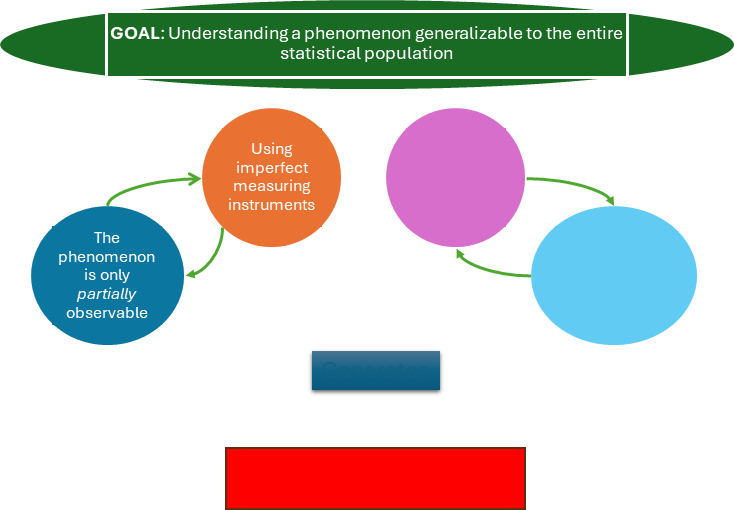 GOAL: Understanding a phenomenon generalizable to the entire
statistical population
Using
imperfect
measuring
instruments
The
phenomenon
is only
partially
observable